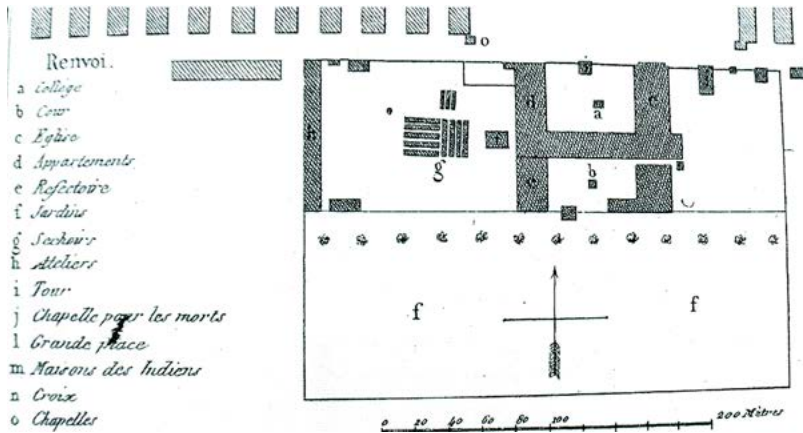 o
Renvoi.
a Collège
b Cour
c Eglise
d Appartements
e Refectoire
f Jardins
g Sechoirs
h Ateliers
i Tour
j Chapelle pour les morts
l Grande place
m Maisons des Indiens
n Croix
o Chapelles
d
a
c
h
g
e
b
f
f
0 20 40 60 80 100 200 Mètres